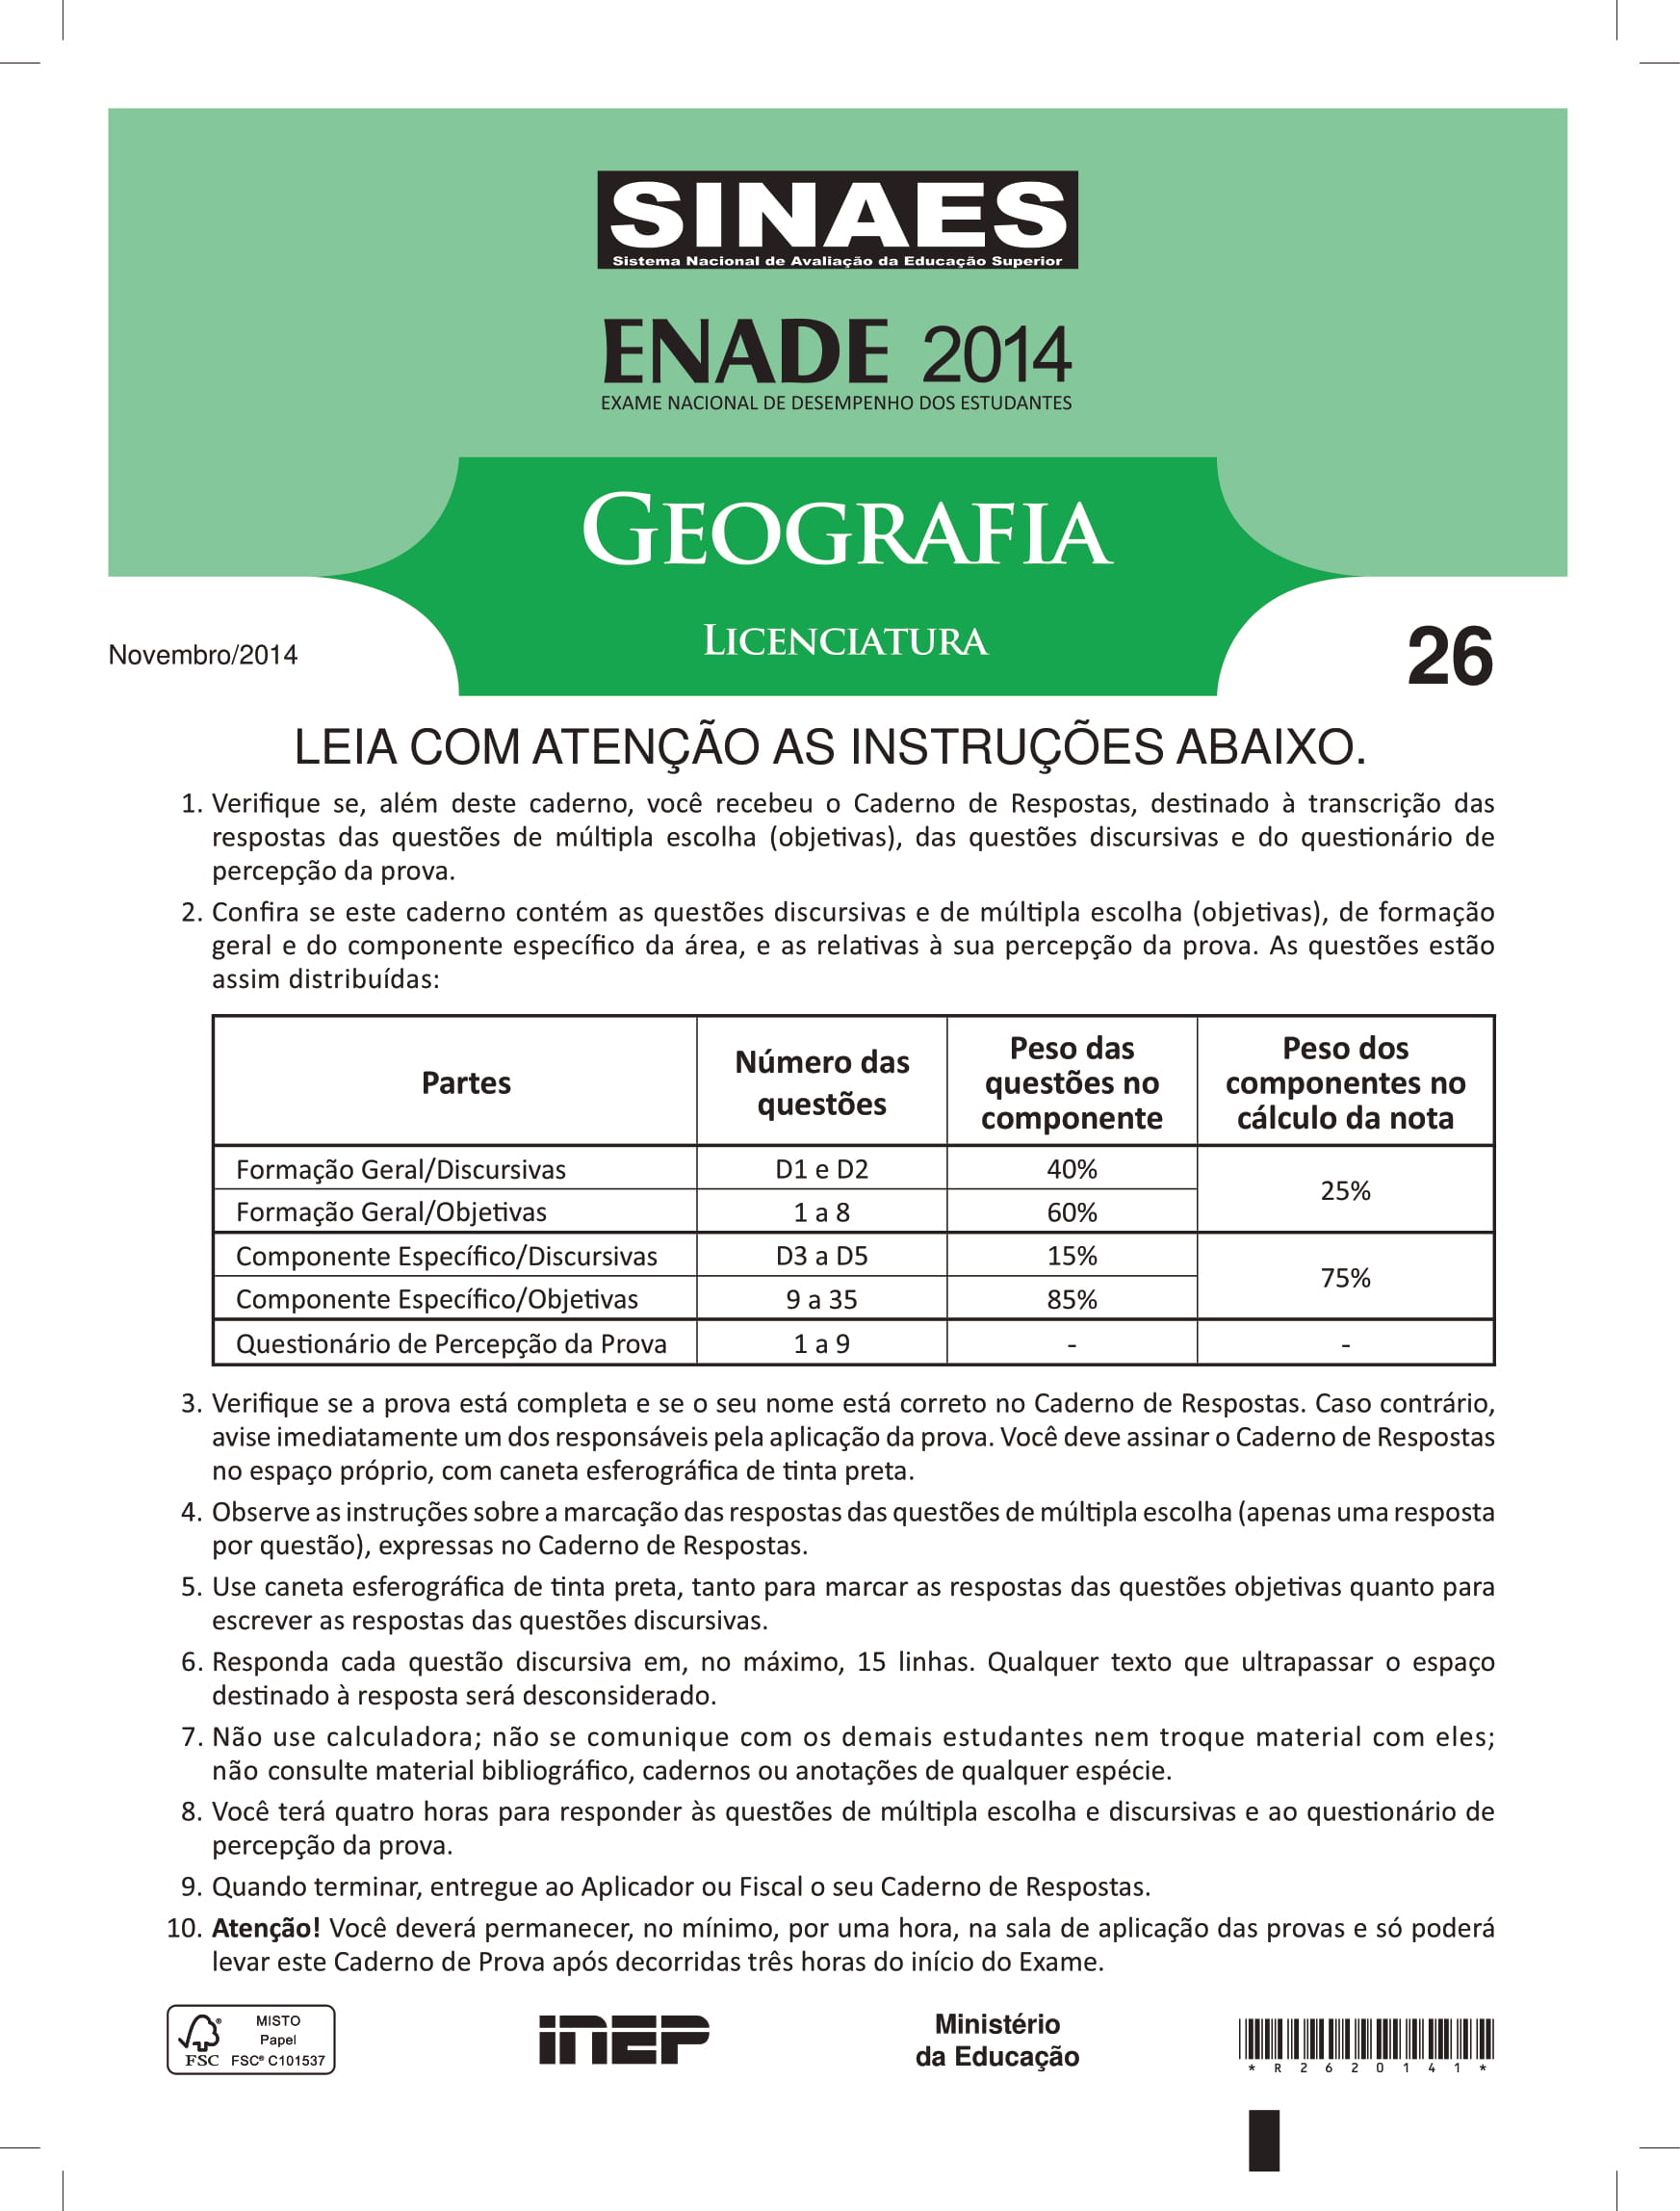 SINAES
Sistema Nacional de Avaliação da Educação Superior
ENADE 2014
EXAME NACIONAL DE DESEMPENHO DOS ESTUDANTES
GEOGRAFIA
LICENCIATURA
Novembro/2014
26
LEIA COM ATENÇÃO AS INSTRUÇÕES ABAIXO.
1. Verifique se, além deste caderno, você recebeu o Caderno de Respostas, destinado à transcrição das
respostas das questões de múltipla escolha (objetivas), das questões discursivas e do questionário de
percepção da prova.
2. Confira se este caderno contém as questões discursivas e de múltipla escolha (objetivas), de formação
geral e do componente específico da área, e as relativas à sua percepção da prova. As questões estão
assim distribuídas:
Partes
Número das
questões
Peso das
questões no
componente
Peso dos
componentes no
cálculo da nota
Formação Geral/Discursivas D1 e D2 40%
25%
Formação Geral/Objetivas 1 a 8 60%
Componente Específico/Discursivas D3 a D5 15%
75%
Componente Específico/Objetivas 9 a 35 85%
Questionário de Percepção da Prova 1 a 9 - -
3. Verifique se a prova está completa e se o seu nome está correto no Caderno de Respostas. Caso contrário,
avise imediatamente um dos responsáveis pela aplicação da prova. Você deve assinar o Caderno de Respostas
no espaço próprio, com caneta esferográfica de tinta preta.
4. Observe as instruções sobre a marcação das respostas das questões de múltipla escolha (apenas uma resposta
por questão), expressas no Caderno de Respostas.
5. Use caneta esferográfica de tinta preta, tanto para marcar as respostas das questões objetivas quanto para
escrever as respostas das questões discursivas.
6. Responda cada questão discursiva em, no máximo, 15 linhas. Qualquer texto que ultrapassar o espaço
destinado à resposta será desconsiderado.
7. Não use calculadora; não se comunique com os demais estudantes nem troque material com eles;
não consulte material bibliográfico, cadernos ou anotações de qualquer espécie.
8. Você terá quatro horas para responder às questões de múltipla escolha e discursivas e ao questionário de
percepção da prova.
9. Quando terminar, entregue ao Aplicador ou Fiscal o seu Caderno de Respostas.
10. Atenção! Você deverá permanecer, no mínimo, por uma hora, na sala de aplicação das provas e só poderá
levar este Caderno de Prova após decorridas três horas do início do Exame.
MISTO
Papel
FSC FSC® C101537
INEP
Ministério
da Educação
* R 2 6 2 0 1 4 1 *